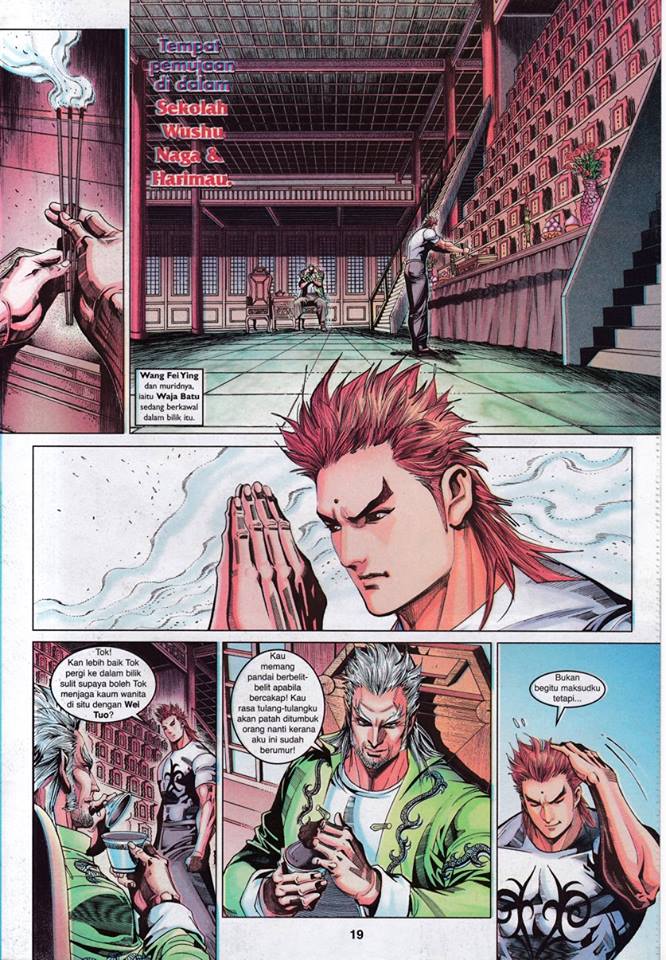 Tempat
pemujaan
di dalam
Sekolah
Wushu
Naga &
Harimau.
Wang Fei Ying
dan muridnya,
iaitu Waja Batu
sedang berkawal
dalam bilik itu.
Tok!
Kan lebih baik Tok
pergi ke dalam bilik
sulit supaya boleh Tok
menjaga kaum wanita
di situ dengan Wei
Tuo?
Kau
memang
pandai berbelit-
belit apabila
bercakap! Kau
rasa tulang-tulangku
akan patah ditumbuk
orang nanti kerana
aku ini sudah
berumur!
Bukan
begitu maksudku
tetapi...
19